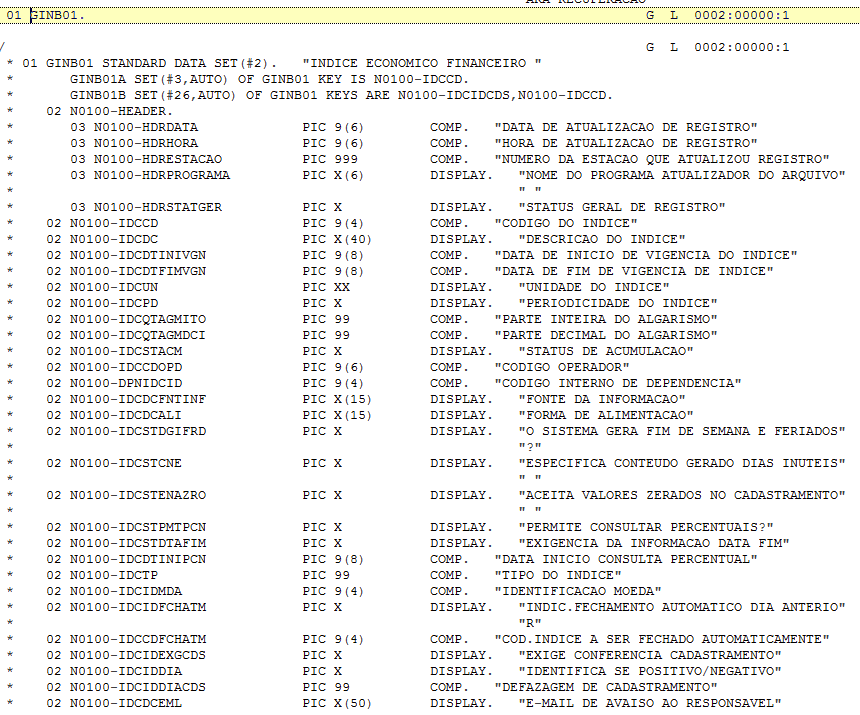 01 GINB01. G L 0002:00000:1
/ G L 0002:00000:1
* 01 GINB01 STANDARD DATA SET(#2). "INDICE ECONOMICO FINANCEIRO "
* GINB01A SET(#3,AUTO) OF GINB01 KEY IS N0100-IDCCD.
* GINB01B SET(#26,AUTO) OF GINB01 KEYS ARE N0100-IDCIDCDS,N0100-IDCCD.
* 02 N0100-HEADER.
* 03 N0100-HDRDATA PIC 9(6) COMP. "DATA DE ATUALIZACAO DE REGISTRO"
* 03 N0100-HDRHORA PIC 9(6) COMP. "HORA DE ATUALIZACAO DE REGISTRO"
* 03 N0100-HDRESTACAO PIC 999 COMP. "NUMERO DA ESTACAO QUE ATUALIZOU REGISTRO"
* 03 N0100-HDRPROGRAMA PIC X(6) DISPLAY. "NOME DO PROGRAMA ATUALIZADOR DO ARQUIVO"
* " "
* 03 N0100-HDRSTATGER PIC X DISPLAY. "STATUS GERAL DE REGISTRO"
* 02 N0100-IDCCD PIC 9(4) COMP. "CODIGO DO INDICE"
* 02 N0100-IDCDC PIC X(40) DISPLAY. "DESCRICAO DO INDICE"
* 02 N0100-IDCDTINIVGN PIC 9(8) COMP. "DATA DE INICIO DE VIGENCIA DO INDICE"
* 02 N0100-IDCDTFIMVGN PIC 9(8) COMP. "DATA DE FIM DE VIGENCIA DE INDICE"
* 02 N0100-IDCUN PIC XX DISPLAY. "UNIDADE DO INDICE"
* 02 N0100-IDCPD PIC X DISPLAY. "PERIODICIDADE DO INDICE"
* 02 N0100-IDCQTAGMITO PIC 99 COMP. "PARTE INTEIRA DO ALGARISMO"
* 02 N0100-IDCQTAGMDCI PIC 99 COMP. "PARTE DECIMAL DO ALGARISMO"
* 02 N0100-IDCSTACM PIC X DISPLAY. "STATUS DE ACUMULACAO"
* 02 N0100-IDCCDOPD PIC 9(6) COMP. "CODIGO OPERADOR"
* 02 N0100-DPNIDCID PIC 9(4) COMP. "CODIGO INTERNO DE DEPENDENCIA"
* 02 N0100-IDCDCFNTINF PIC X(15) DISPLAY. "FONTE DA INFORMACAO"
* 02 N0100-IDCDCALI PIC X(15) DISPLAY. "FORMA DE ALIMENTACAO"
* 02 N0100-IDCSTDGIFRD PIC X DISPLAY. "O SISTEMA GERA FIM DE SEMANA E FERIADOS"
* "?"
* 02 N0100-IDCSTCNE PIC X DISPLAY. "ESPECIFICA CONTEUDO GERADO DIAS INUTEIS"
* " "
* 02 N0100-IDCSTENAZRO PIC X DISPLAY. "ACEITA VALORES ZERADOS NO CADASTRAMENTO"
* " "
* 02 N0100-IDCSTPMTPCN PIC X DISPLAY. "PERMITE CONSULTAR PERCENTUAIS?"
* 02 N0100-IDCSTDTAFIM PIC X DISPLAY. "EXIGENCIA DA INFORMACAO DATA FIM"
* 02 N0100-IDCDTINIPCN PIC 9(8) COMP. "DATA INICIO CONSULTA PERCENTUAL"
* 02 N0100-IDCTP PIC 99 COMP. "TIPO DO INDICE"
* 02 N0100-IDCIDMDA PIC 9(4) COMP. "IDENTIFICACAO MOEDA"
* 02 N0100-IDCIDFCHATM PIC X DISPLAY. "INDIC.FECHAMENTO AUTOMATICO DIA ANTERIO"
* "R"
* 02 N0100-IDCCDFCHATM PIC 9(4) COMP. "COD.INDICE A SER FECHADO AUTOMATICAMENTE"
* 02 N0100-IDCIDEXGCDS PIC X DISPLAY. "EXIGE CONFERENCIA CADASTRAMENTO"
* 02 N0100-IDCIDDIA PIC X DISPLAY. "IDENTIFICA SE POSITIVO/NEGATIVO"
* 02 N0100-IDCIDDIACDS PIC 99 COMP. "DEFAZAGEM DE CADASTRAMENTO"
* 02 N0100-IDCDCEML PIC X(50) DISPLAY. "E-MAIL DE AVAISO AO RESPONSAVEL"